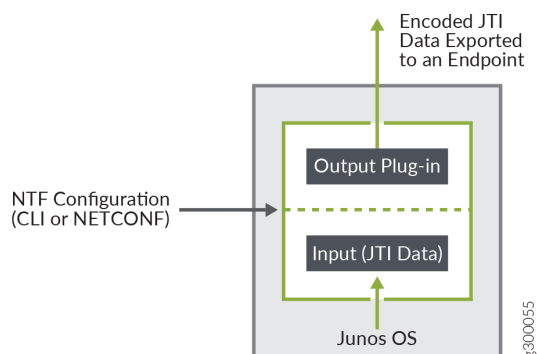 Encoded JTI
Data Exported
to an Endpoint
Output Plug-in
NTF Configuration
(CLI or NETCONF)
Input (JTI Data)
Junos OS
g300055